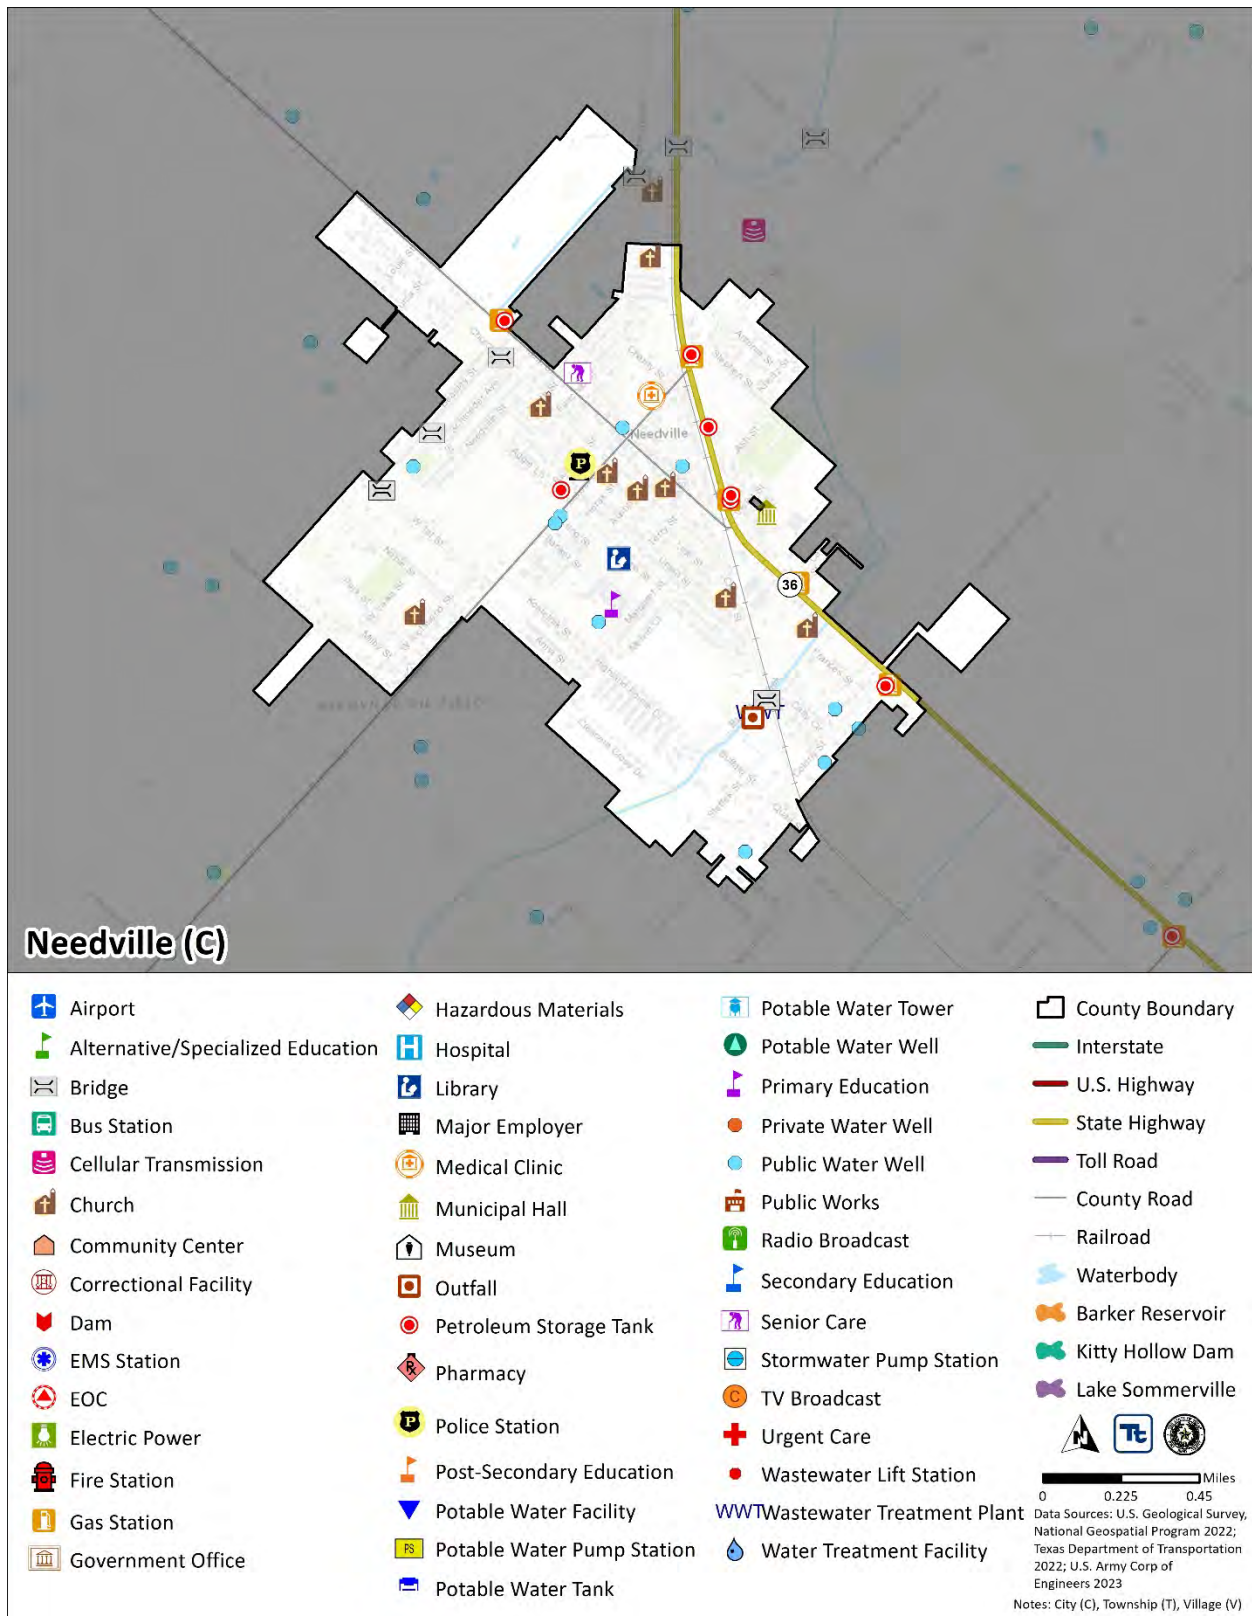 Needville
36
WWT
Needville (C)
Airport
Alternative/Specialized Education
Bridge
Bus Station
Cellular Transmission
Church
Community Center
Correctional Facility
Dam
EMS Station
EOC
Electric Power
Fire Station
Gas Station
Government Office
Hazardous Materials
Hospital
Library
Major Employer
Medical Clinic
Municipal Hall
Museum
Outfall
Petroleum Storage Tank
Pharmacy
Police Station
Post-Secondary Education
Potable Water Facility
PS Potable Water Pump Station
Potable Water Tank
Potable Water Tower
Potable Water Well
Primary Education
Private Water Well
Public Water Well
Public Works
Radio Broadcast
Secondary Education
Senior Care
Stormwater Pump Station
C TV Broadcast
Urgent Care
Wastewater Lift Station
WWT Wastewater Treatment Plant
Water Treatment Facility
County Boundary
Interstate
U.S. Highway
State Highway
Toll Road
County Road
Railroad
Waterbody
Barker Reservoir
Kitty Hollow Dam
Lake Sommerville
N Tt
Miles
0 0.225 0.45
Data Sources: U.S. Geological Survey,
National Geospatial Program 2022;
Texas Department of Transportation
2022; U.S. Army Corp of
Engineers 2023
Notes: City (C), Township (T), Village (V)